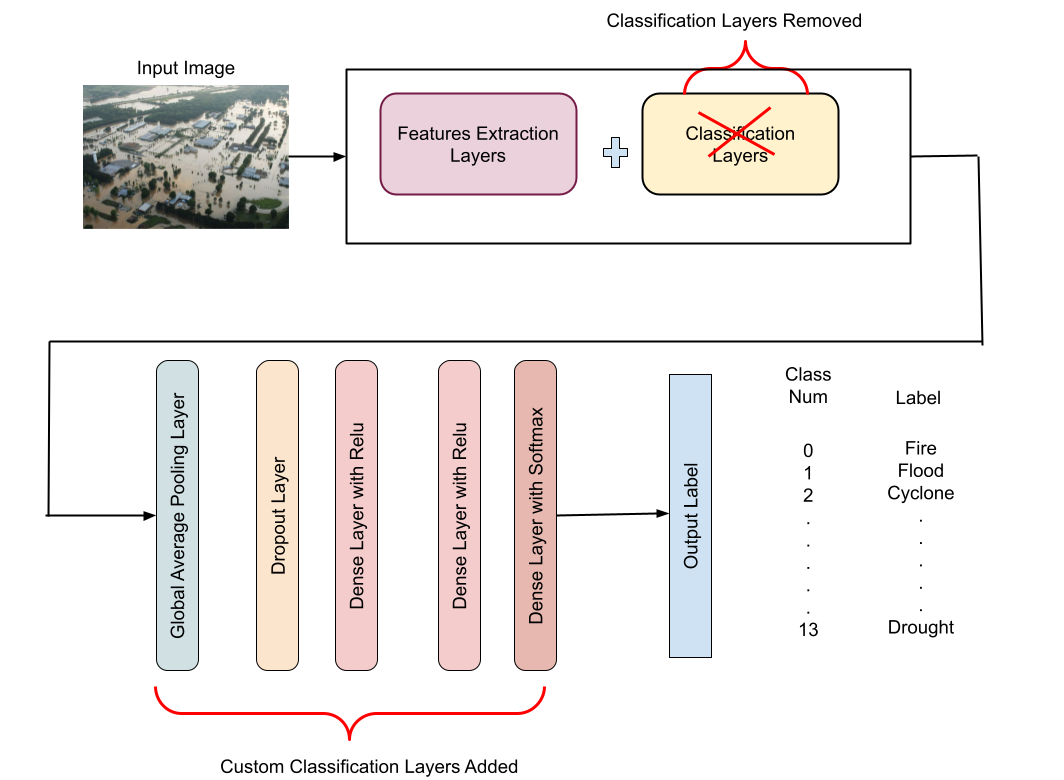 Classification Layers Removed
Input Image
Features Extraction
Layers
Classification
Layers
Global Average Pooling Layer
Dropout Layer
Dense Layer with Relu
Dense Layer with Relu
Dense Layer with Softmax
Output Label
Class
Num
Label
0 Fire
1 Flood
2 Cyclone
. .
. .
. .
. .
. .
13 Drought
Custom Classification Layers Added